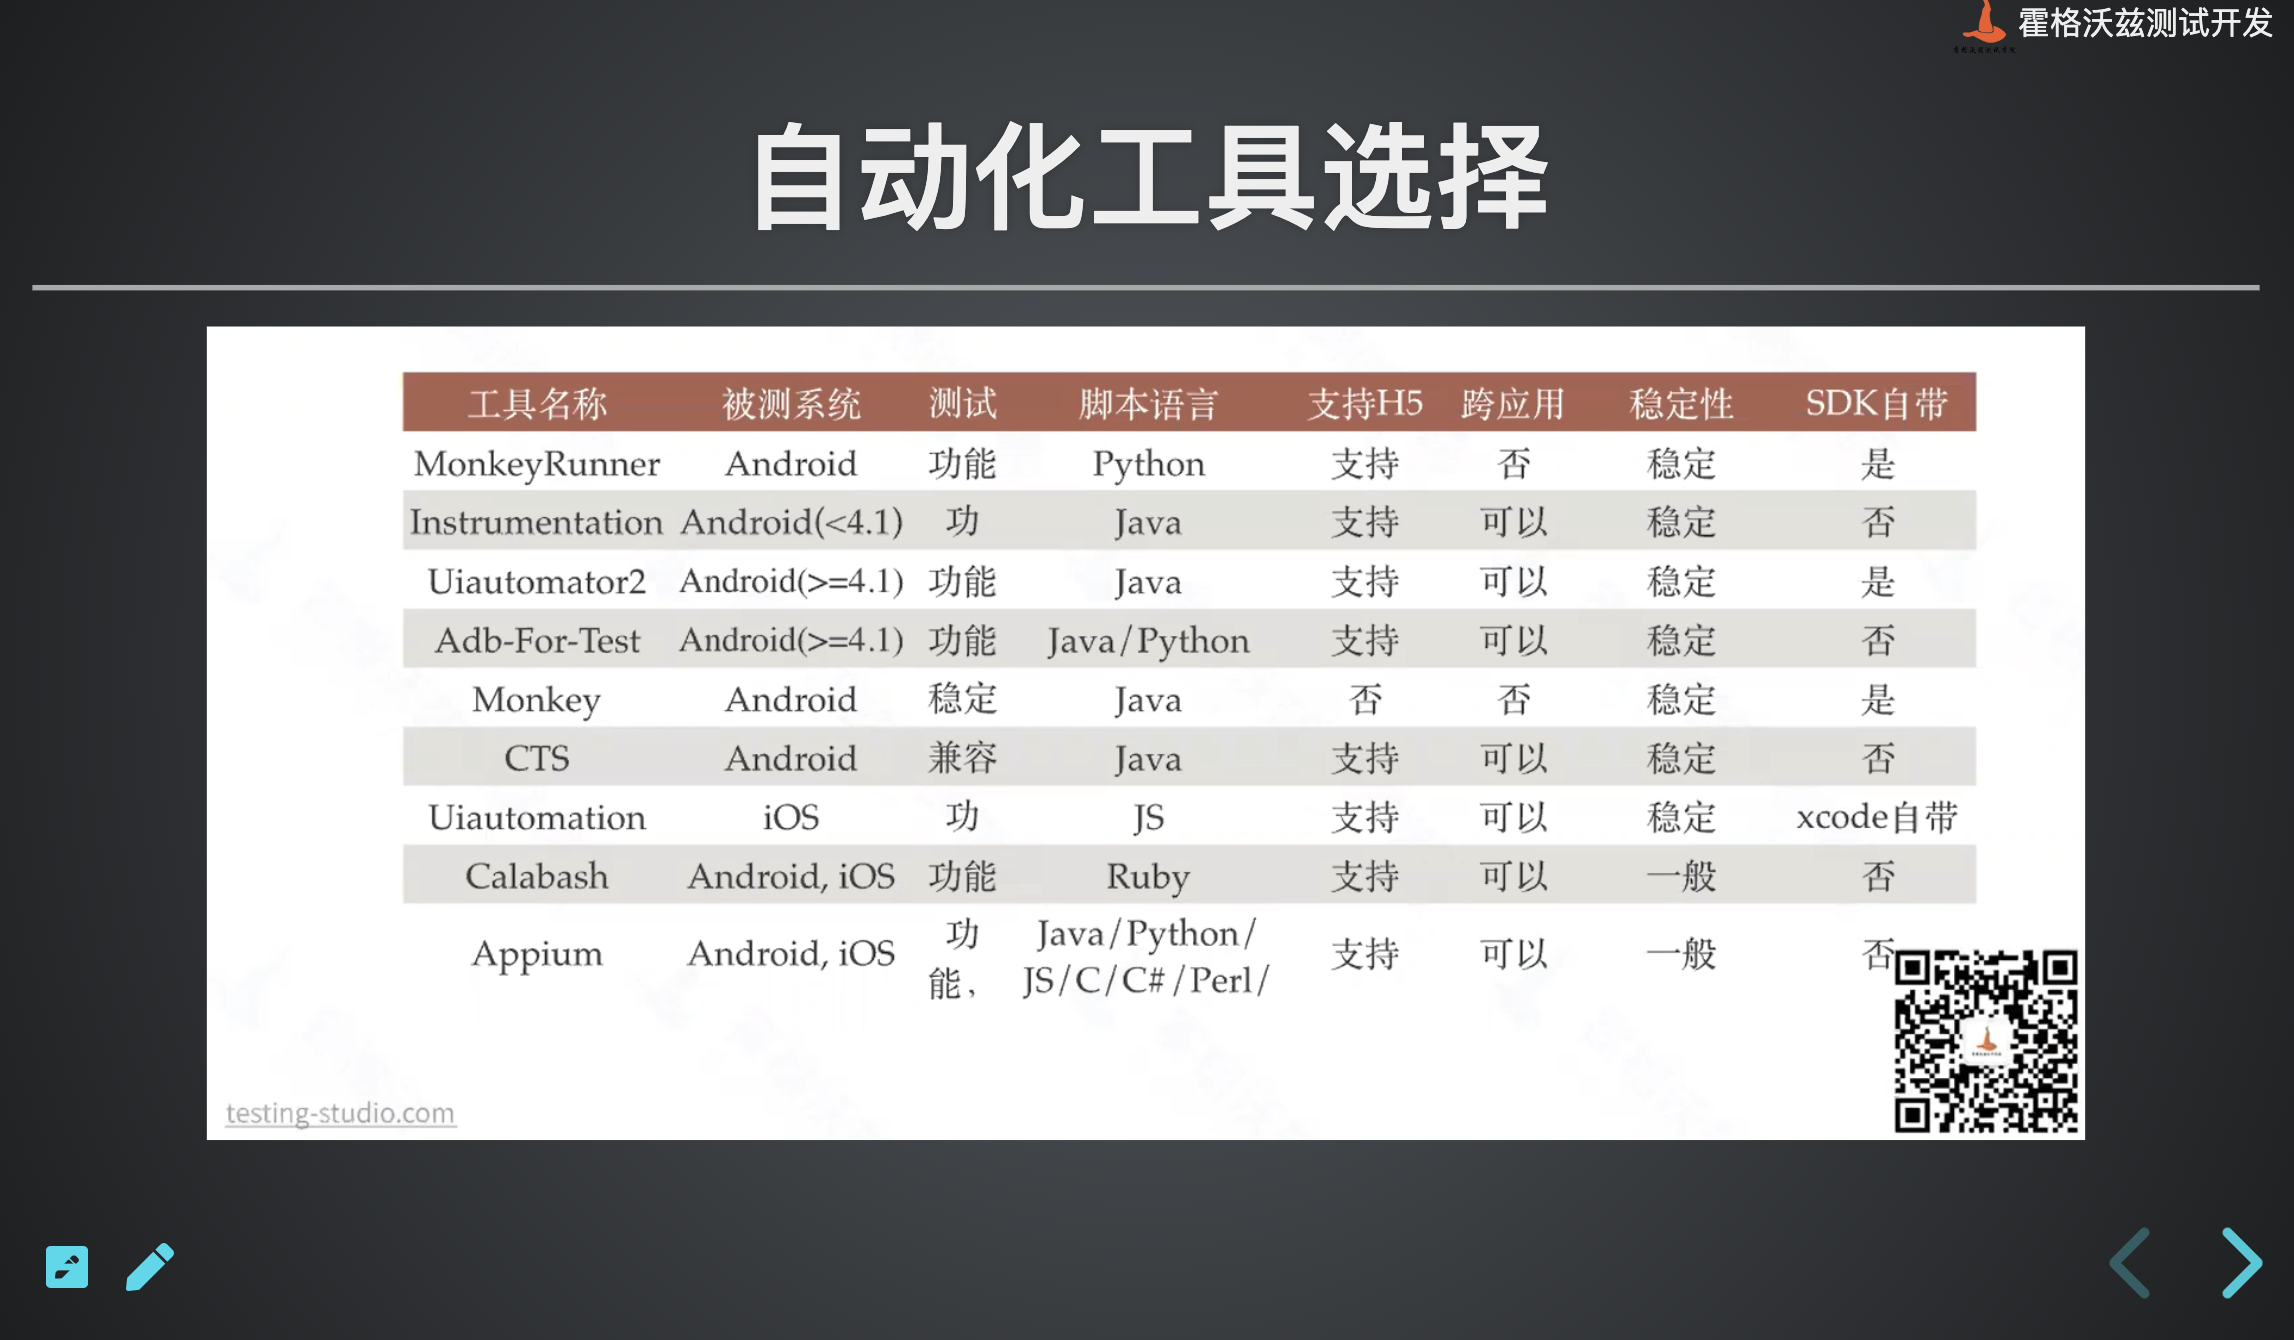 霍格沃兹测试开发
自动化工具选择
工具名称 被测系统 测试 脚本语言 支持H5 跨应用 稳定性 SDK自带
MonkeyRunner Android 功能 Python 支持 否 稳定 是
Instrumentation Android(<4.1) 功 Java 支持 可以 稳定 否
Uiautomator2 Android(>=4.1) 功能 Java 支持 可以 稳定 是
Adb-For-Test Android(>=4.1) 功能 Java/Python 支持 可以 稳定 否
Monkey Android 稳定 Java 否 否 稳定 是
CTS Android 兼容 Java 支持 可以 稳定 否
Uiautomation iOS 功 JS 支持 可以 稳定 xcode自带
Calabash Android, iOS 功能 Ruby 支持 可以 一般 否
Appium Android, iOS 功能， Java/Python/JS/C/C#/Perl/ 支持 可以 一般 否
testing-studio.com